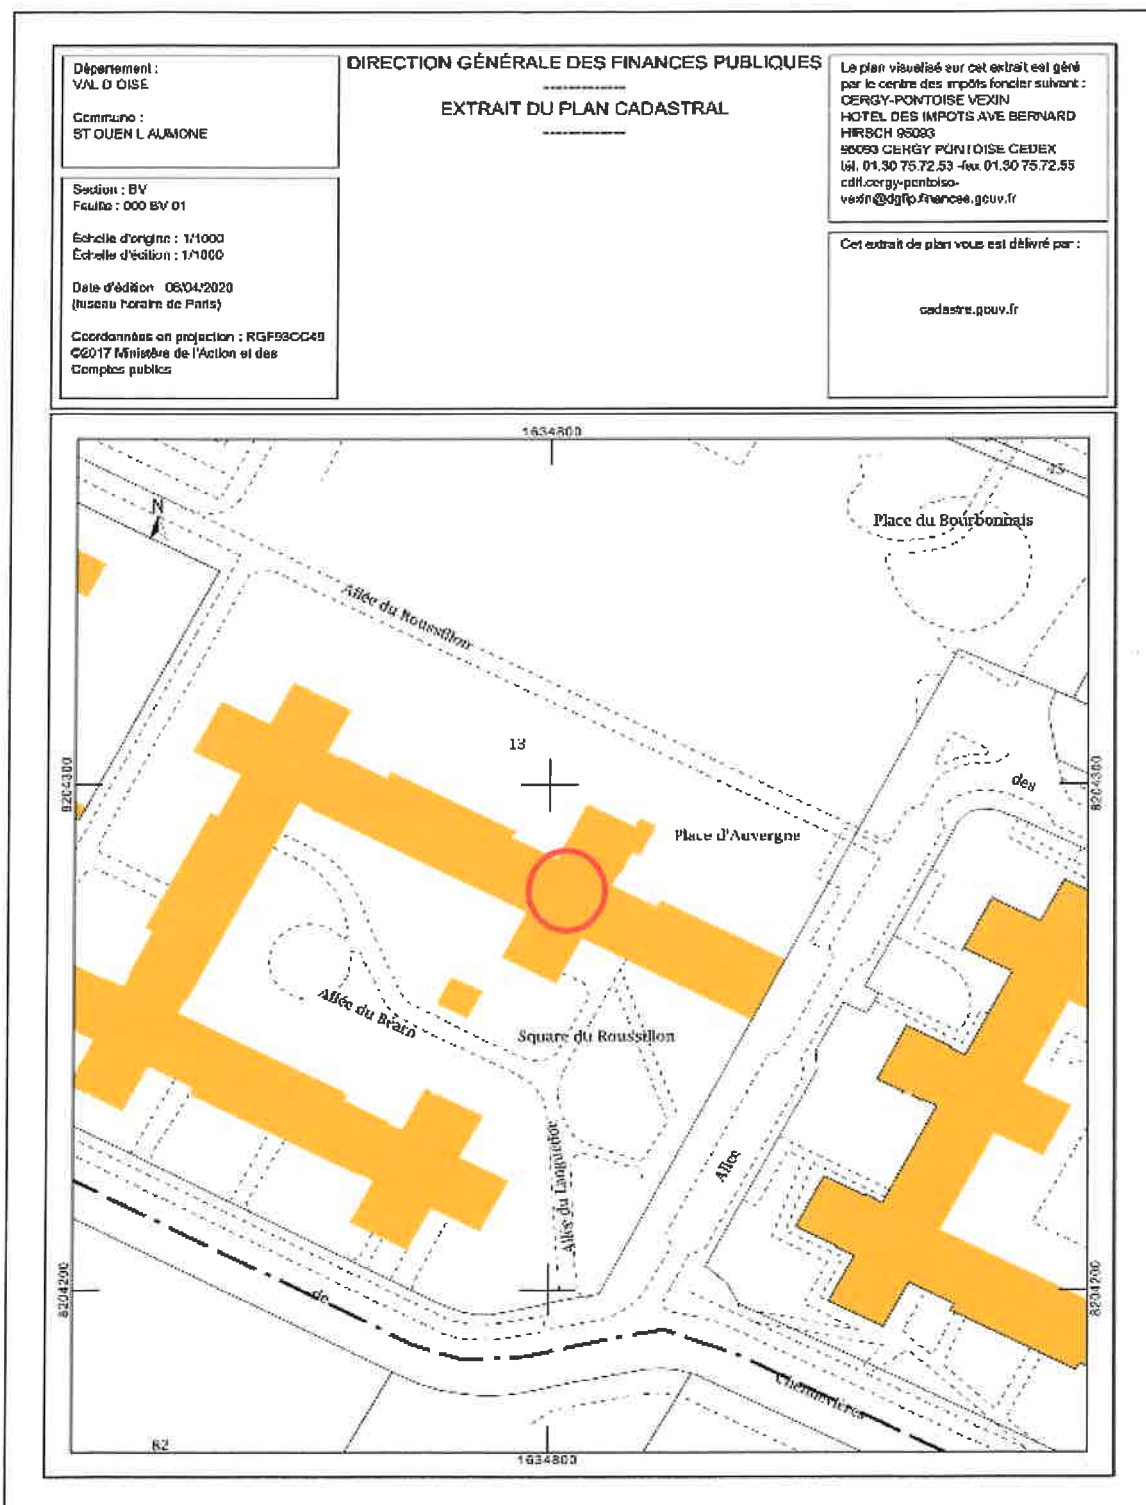 Département :
VAL D OISE
Commune :
ST OUEN L AUMONE
Section : BV
Feuille : 000 BV 01
Échelle d'origine : 1/1000
Échelle d'édition : 1/1000
Date d'édition : 06/04/2020
(fuseau horaire de Paris)
Coordonnées en projection : RGF93CC49
©2017 Ministère de l'Action et des
Comptes publics
DIRECTION GÉNÉRALE DES FINANCES PUBLIQUES
-------------
EXTRAIT DU PLAN CADASTRAL
-------------
Le plan visualisé sur cet extrait est géré
par le centre des impôts foncier suivant :
CERGY-PONTOISE VEXIN
HOTEL DES IMPOTS AVE BERNARD
HIRSCH 95093
95093 CERGY PONTOISE CEDEX
tél. 01.30 75.72.53 -fax 01.30 75.72.55
cdif.cergy-pontoise-
vexin@dgfip.finances.gouv.fr
Cet extrait de plan vous est délivré par :
cadastre.gouv.fr
1634800
45
N
Place du Bourbonnais
Allée du Roussillon
13
8204300
des
8204300
Place d'Auvergne
Allée du Béarn
Square du Roussillon
Allée du Languedoc
Allée
8204200
de
8204200
Chennevières
82
1634800